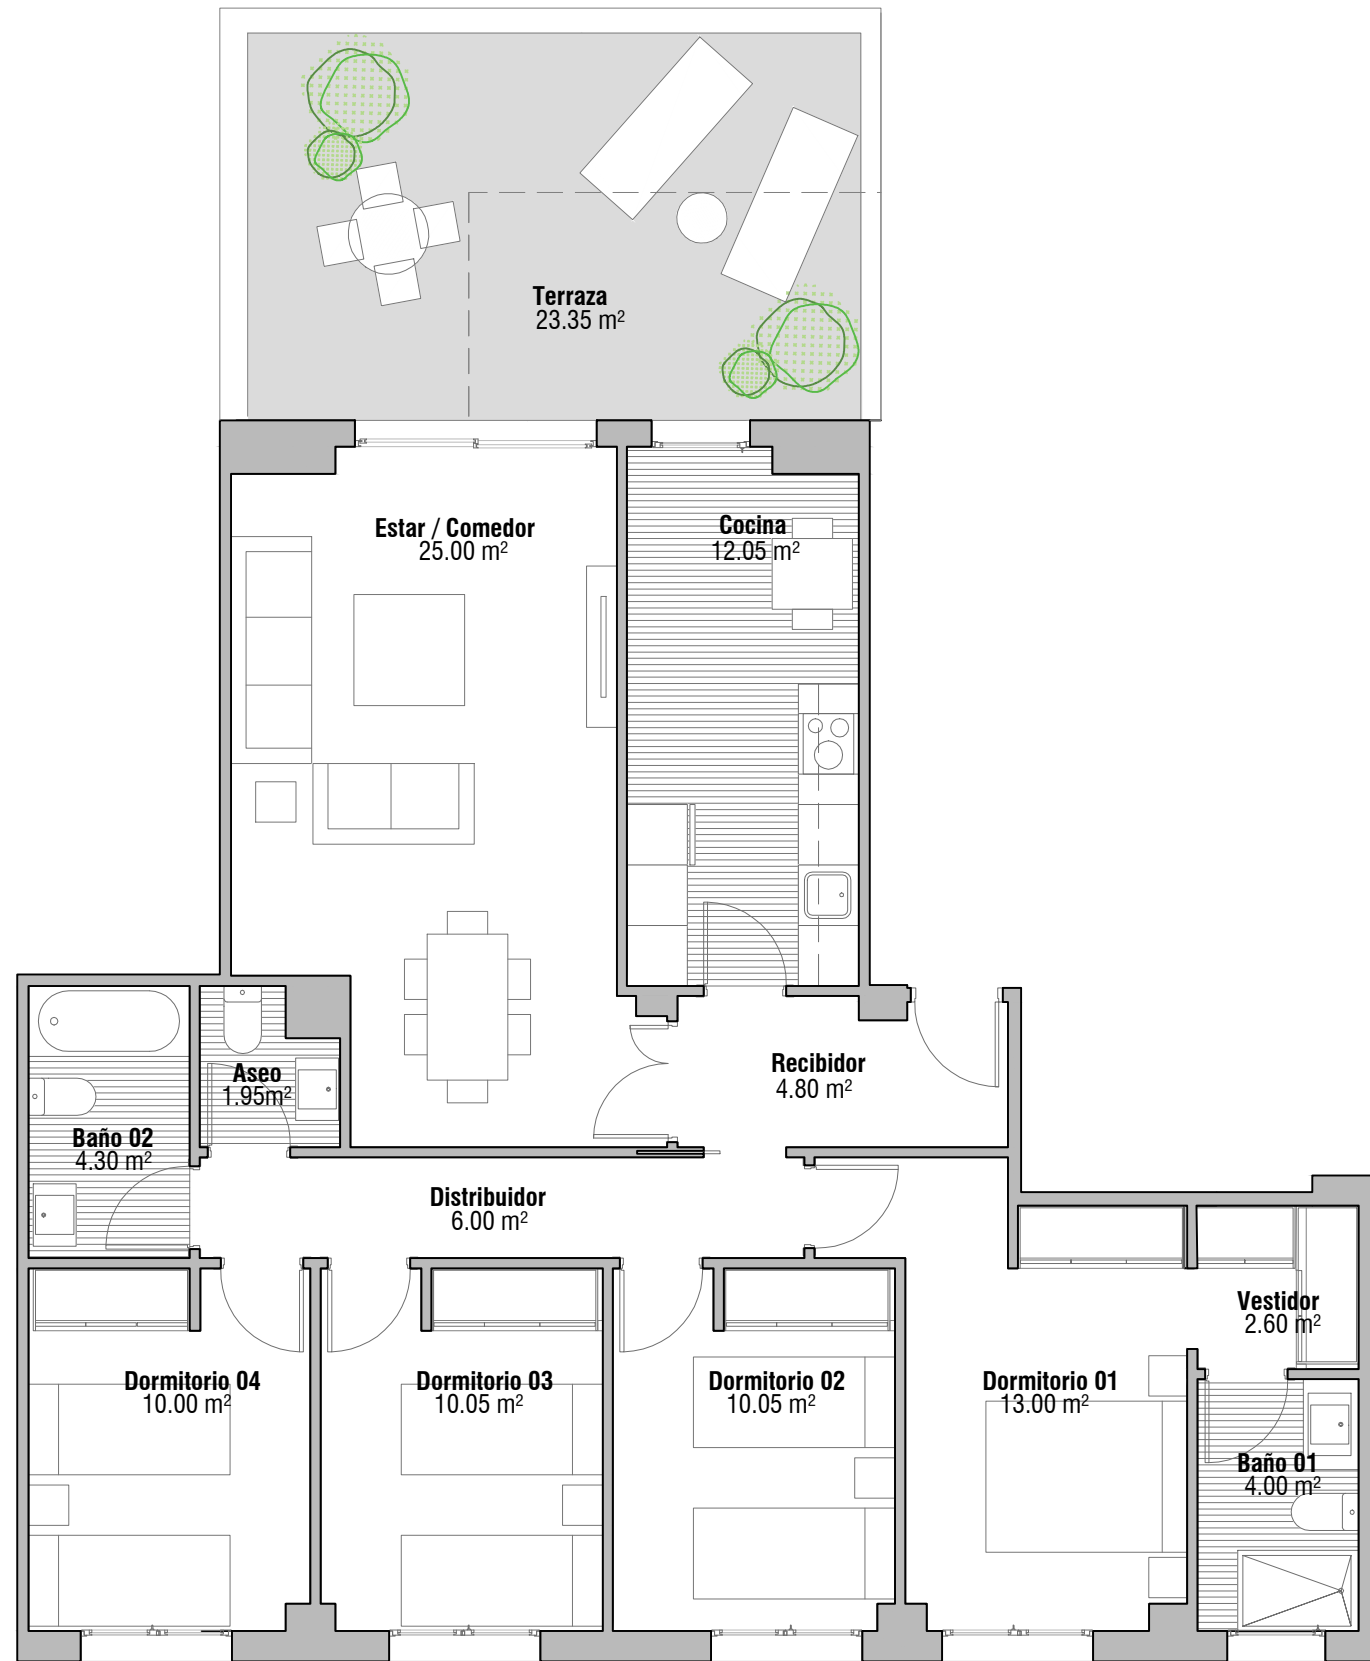 Terraza
23.35 m²
Estar / Comedor
25.00 m²
Cocina
12.05 m²
Recibidor
4.80 m²
Aseo
1.95m²
Baño 02
4.30 m²
Distribuidor
6.00 m²
Vestidor
2.60 m²
Dormitorio 04
10.00 m²
Dormitorio 03
10.05 m²
Dormitorio 02
10.05 m²
Dormitorio 01
13.00 m²
Baño 01
4.00 m²